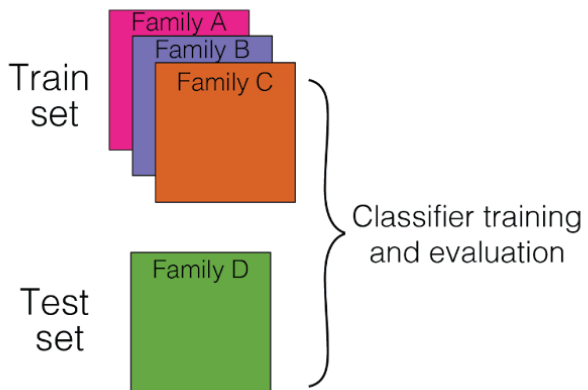 Family A
Family B
Family C
Train
set
Classifier training
and evaluation
Family D
Test
set